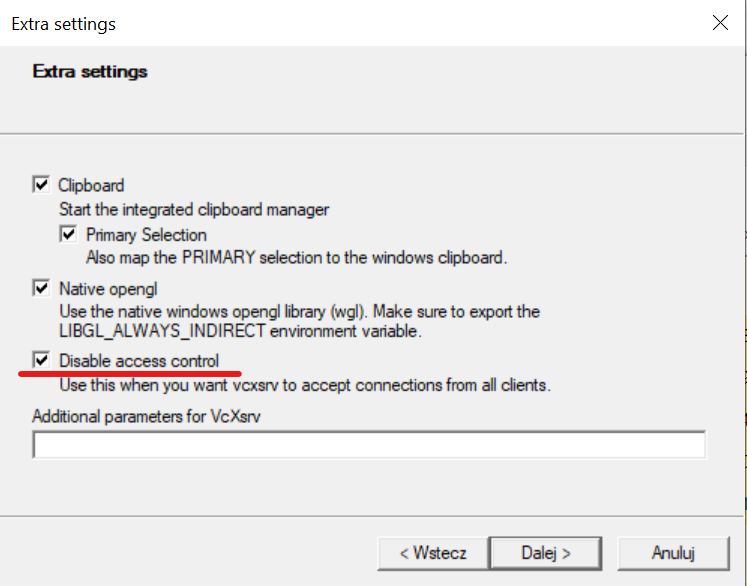 Extra settings
Extra settings
Clipboard
Start the integrated clipboard manager
Primary Selection
Also map the PRIMARY selection to the windows clipboard.
Native opengl
Use the native windows opengl library (wgl). Make sure to export the
LIBGL_ALWAYS_INDIRECT environment variable.
Disable access control
Use this when you want vcxsrv to accept connections from all clients.
Additional parameters for VcXsrv
< Wstecz
Dalej >
Anuluj